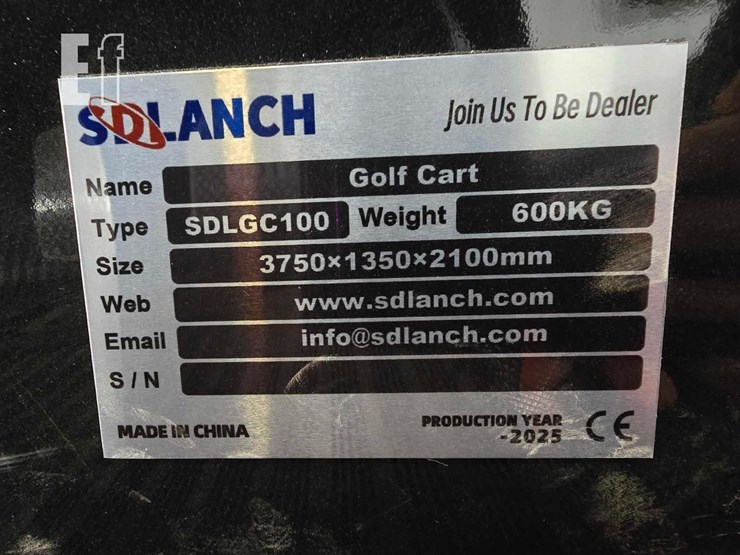 Ef
SDLANCH
Join Us To Be Dealer
Name Golf Cart
Type SDLGC100 Weight 600KG
Size 3750×1350×2100mm
Web www.sdlanch.com
Email info@sdlanch.com
S / N
MADE IN CHINA
PRODUCTION YEAR
-2025 CE